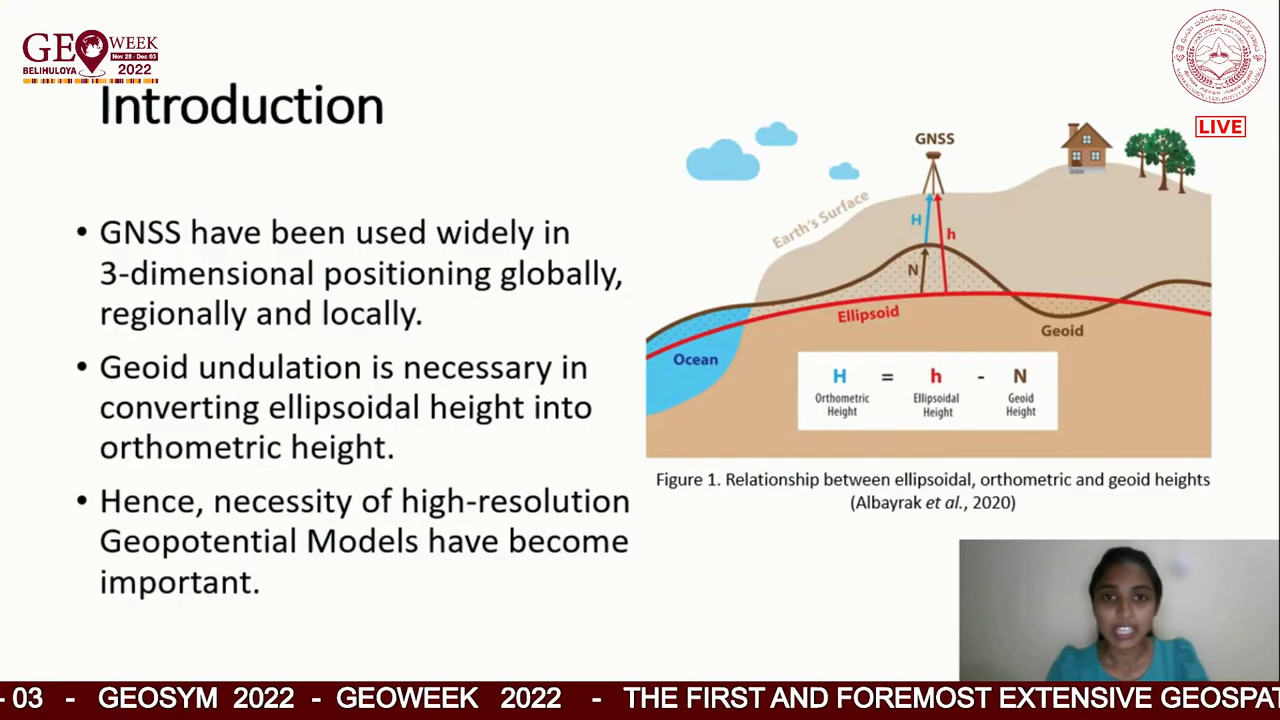 GEOWEEK
Nov 28 - Dec 03
BELIHULOYA 2022
LIVE
Introduction
• GNSS have been used widely in
3-dimensional positioning globally,
regionally and locally.
• Geoid undulation is necessary in
converting ellipsoidal height into
orthometric height.
• Hence, necessity of high-resolution
Geopotential Models have become
important.
GNSS
Earth's Surface
H
h
N
Ellipsoid
Geoid
Ocean
H = h - N
Orthometric Height Ellipsoidal Height Geoid Height
Figure 1. Relationship between ellipsoidal, orthometric and geoid heights
(Albayrak et al., 2020)
- 03 - GEOSYM 2022 - GEOWEEK 2022 - THE FIRST AND FOREMOST EXTENSIVE GEOSPAT